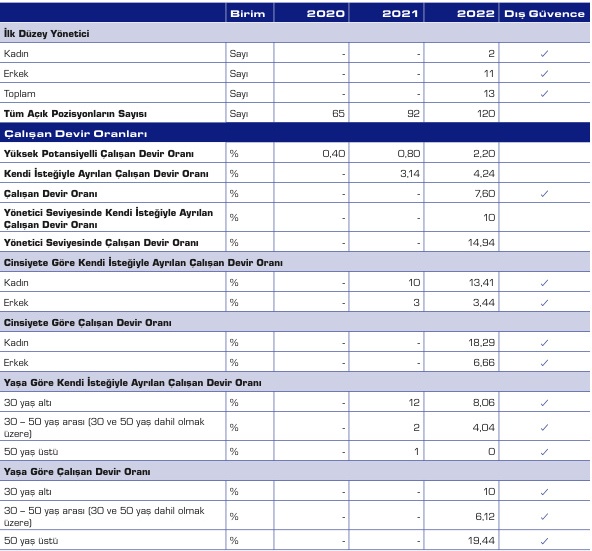 Birim 2020 2021 2022 Dış Güvence
İlk Düzey Yönetici
Kadın Sayı - - 2 ✓
Erkek Sayı - - 11 ✓
Toplam Sayı - - 13 ✓
Tüm Açık Pozisyonların Sayısı Sayı 65 92 120
Çalışan Devir Oranları
Yüksek Potansiyelli Çalışan Devir Oranı % 0,40 0,80 2,20
Kendi İsteğiyle Ayrılan Çalışan Devir Oranı % - 3,14 4,24
Çalışan Devir Oranı % - - 7,60 ✓
Yönetici Seviyesinde Kendi İsteğiyle Ayrılan
Çalışan Devir Oranı % - - 10
Yönetici Seviyesinde Çalışan Devir Oranı % - - 14,94
Cinsiyete Göre Kendi İsteğiyle Ayrılan Çalışan Devir Oranı
Kadın % - 10 13,41 ✓
Erkek % - 3 3,44 ✓
Cinsiyete Göre Çalışan Devir Oranı
Kadın % - - 18,29 ✓
Erkek % - - 6,66 ✓
Yaşa Göre Kendi İsteğiyle Ayrılan Çalışan Devir Oranı
30 yaş altı % - 12 8,06 ✓
30 – 50 yaş arası (30 ve 50 yaş dahil olmak
üzere) % - 2 4,04 ✓
50 yaş üstü % - 1 0 ✓
Yaşa Göre Çalışan Devir Oranı
30 yaş altı % - - 10 ✓
30 – 50 yaş arası (30 ve 50 yaş dahil olmak
üzere) % - - 6,12 ✓
50 yaş üstü % - - 19,44 ✓